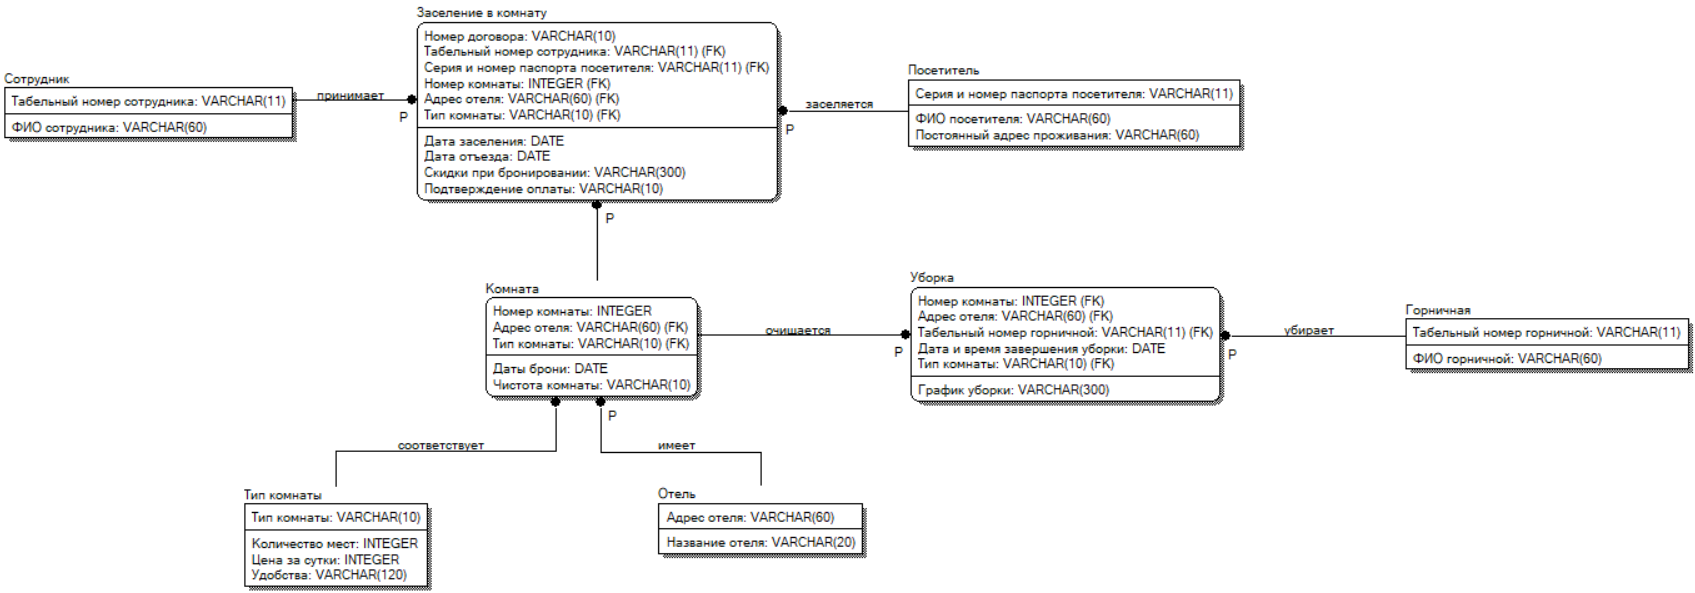 Заселение в комнату
Номер договора: VARCHAR(10)
Табельный номер сотрудника: VARCHAR(11) (FK)
Серия и номер паспорта посетителя: VARCHAR(11) (FK)
Номер комнаты: INTEGER (FK)
Адрес отеля: VARCHAR(60) (FK)
Тип комнаты: VARCHAR(10) (FK)
Дата заселения: DATE
Дата отъезда: DATE
Скидки при бронировании: VARCHAR(300)
Подтверждение оплаты: VARCHAR(10)
Сотрудник
Табельный номер сотрудника: VARCHAR(11)
ФИО сотрудника: VARCHAR(60)
принимает
P
Посетитель
Серия и номер паспорта посетителя: VARCHAR(11)
ФИО посетителя: VARCHAR(60)
Постоянный адрес проживания: VARCHAR(60)
заселяется
P
P
Комната
Номер комнаты: INTEGER
Адрес отеля: VARCHAR(60) (FK)
Тип комнаты: VARCHAR(10) (FK)
Даты брони: DATE
Чистота комнаты: VARCHAR(10)
очищается
P
Уборка
Номер комнаты: INTEGER (FK)
Адрес отеля: VARCHAR(60) (FK)
Табельный номер горничной: VARCHAR(11) (FK)
Дата и время завершения уборки: DATE
Тип комнаты: VARCHAR(10) (FK)
График уборки: VARCHAR(300)
убирает
P
Горничная
Табельный номер горничной: VARCHAR(11)
ФИО горничной: VARCHAR(60)
P
соответствует
имеет
Тип комнаты
Тип комнаты: VARCHAR(10)
Количество мест: INTEGER
Цена за сутки: INTEGER
Удобства: VARCHAR(120)
Отель
Адрес отеля: VARCHAR(60)
Название отеля: VARCHAR(20)